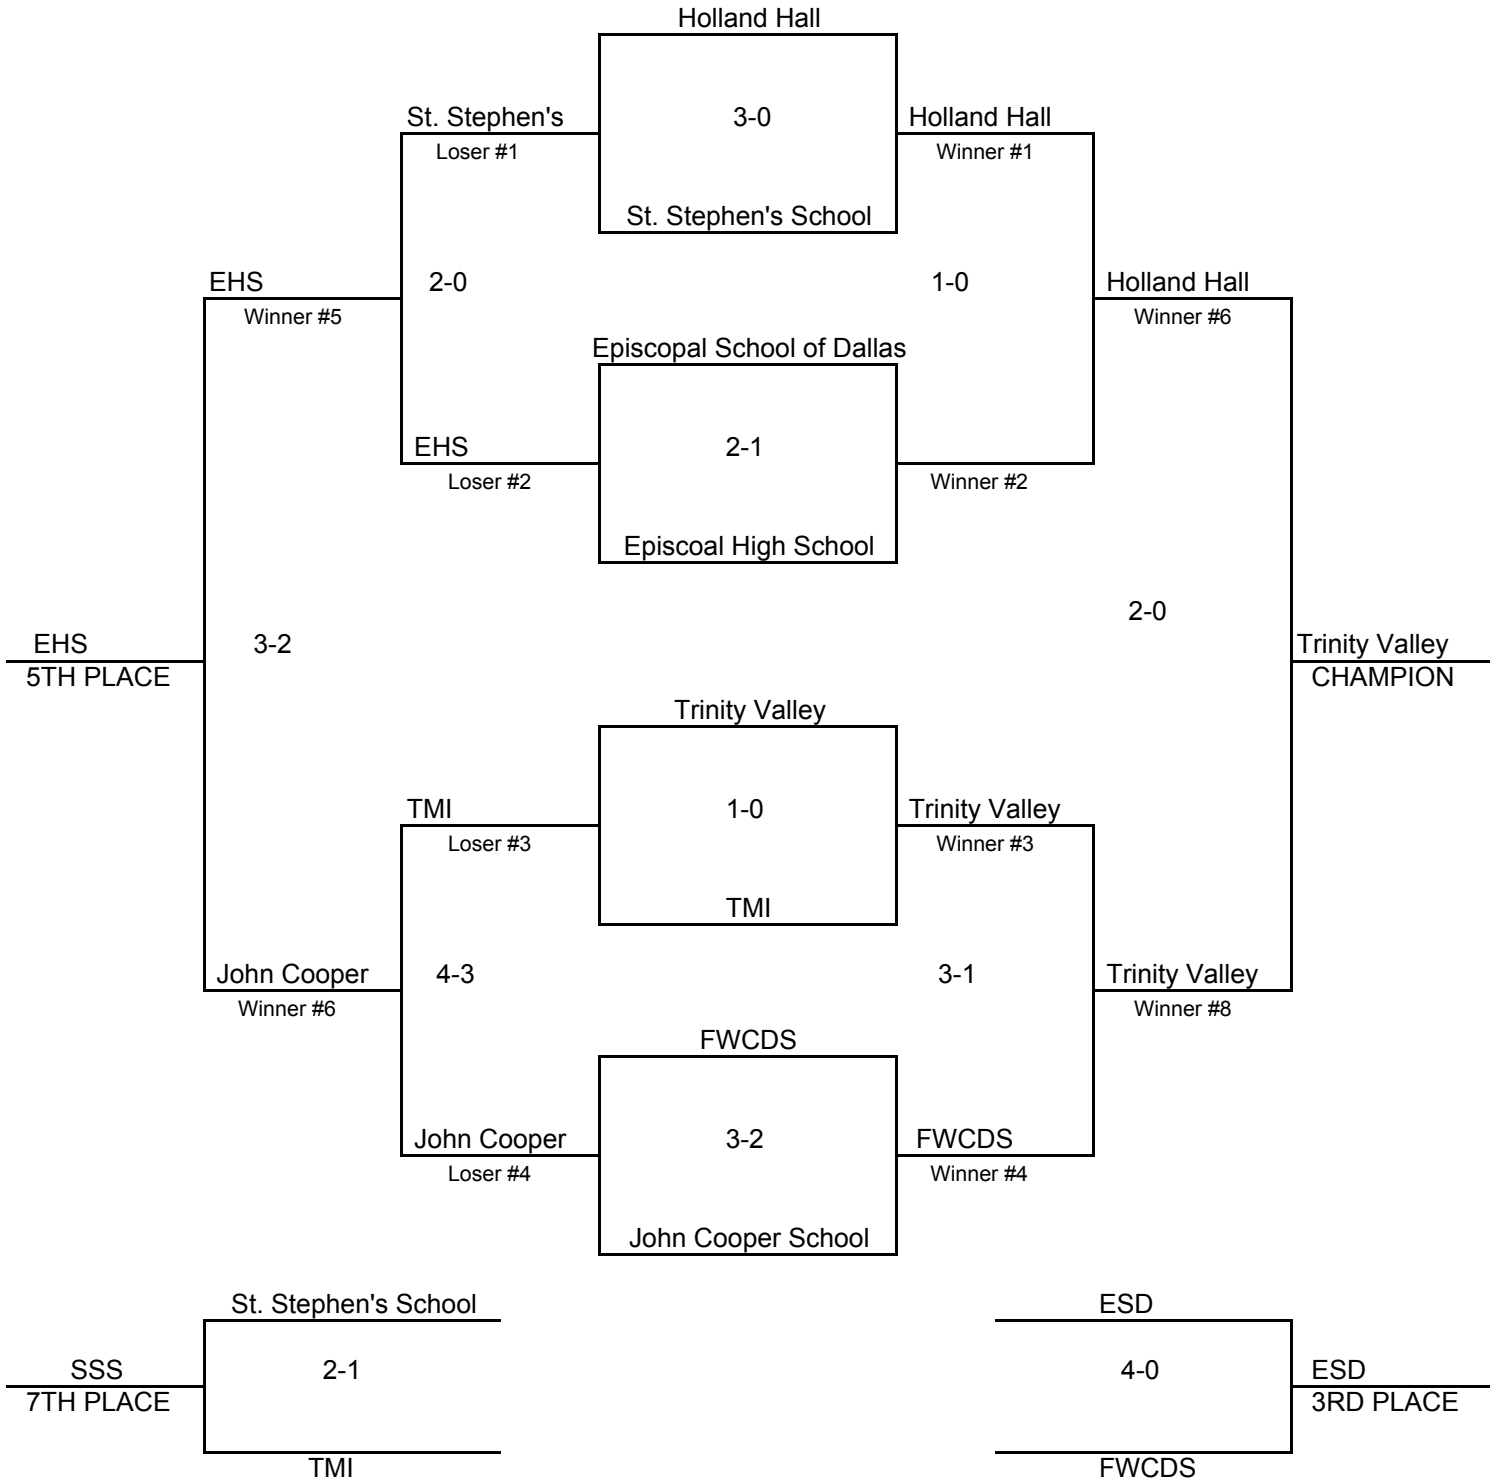 Holland Hall
St. Stephen's
3-0
Holland Hall
Loser #1
Winner #1
St. Stephen's School
EHS
2-0
1-0
Holland Hall
Winner #5
Winner #6
Episcopal School of Dallas
EHS
2-1
Loser #2
Winner #2
Episcoal High School
2-0
EHS
3-2
Trinity Valley
5TH PLACE
CHAMPION
Trinity Valley
TMI
1-0
Trinity Valley
Loser #3
Winner #3
TMI
John Cooper
4-3
3-1
Trinity Valley
Winner #6
Winner #8
FWCDS
John Cooper
3-2
FWCDS
Loser #4
Winner #4
John Cooper School
St. Stephen's School
ESD
SSS
2-1
4-0
ESD
7TH PLACE
3RD PLACE
TMI
FWCDS